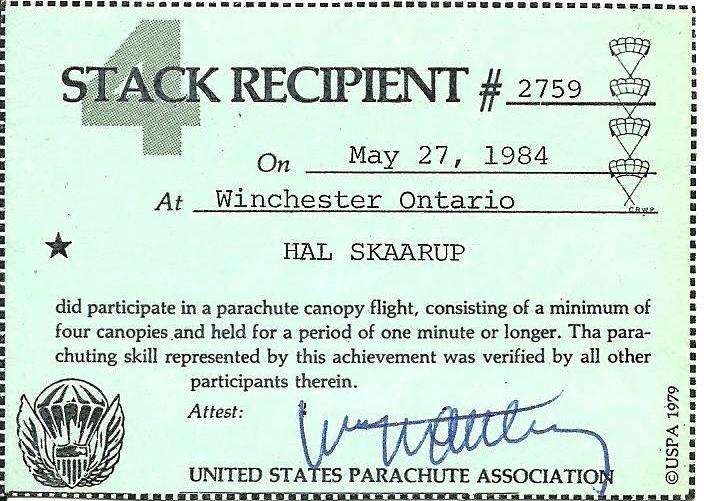 4
STACK RECIPIENT # 2759
On May 27, 1984
At Winchester Ontario
C.R.W.P.
★ HAL SKAARUP
did participate in a parachute canopy flight, consisting of a minimum of
four canopies and held for a period of one minute or longer. Tha para-
chuting skill represented by this achievement was verified by all other
participants therein.
Attest:
UNITED STATES PARACHUTE ASSOCIATION
©USPA 1979